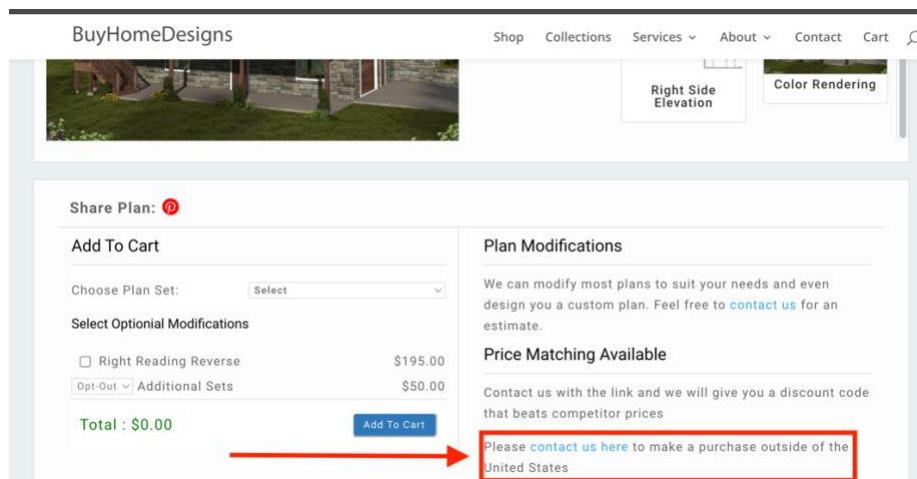 BuyHomeDesigns
Shop Collections Services About Contact Cart
Right Side
Elevation
Color Rendering
Share Plan:
Add To Cart
Choose Plan Set: Select
Select Optionial Modifications
Right Reading Reverse $195.00
Opt-Out Additional Sets $50.00
Total : $0.00 Add To Cart
Plan Modifications
We can modify most plans to suit your needs and even
design you a custom plan. Feel free to contact us for an
estimate.
Price Matching Available
Contact us with the link and we will give you a discount code
that beats competitor prices
Please contact us here to make a purchase outside of the
United States